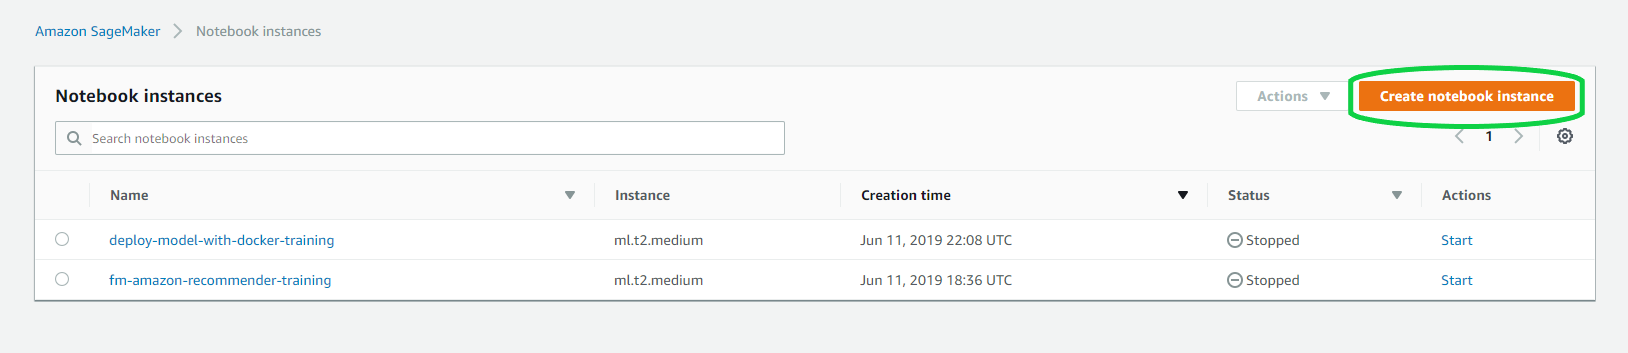 Amazon SageMaker > Notebook instances
Notebook instances
Actions
Create notebook instance
Search notebook instances
1
Name Instance Creation time Status Actions
deploy-model-with-docker-training ml.t2.medium Jun 11, 2019 22:08 UTC Stopped Start
fm-amazon-recommender-training ml.t2.medium Jun 11, 2019 18:36 UTC Stopped Start